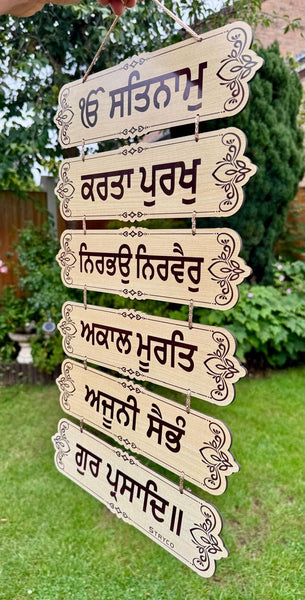 ੴ ਸਤਿਨਾਮੁ
ਕਰਤਾ ਪੁਰਖੁ
ਨਿਰਭਉ ਨਿਰਵੈਰੁ
ਅਕਾਲ ਮੂਰਤਿ
ਅਜੂਨੀ ਸੈਭੰ
ਗੁਰ ਪ੍ਰਸਾਦਿ॥
STRYCO